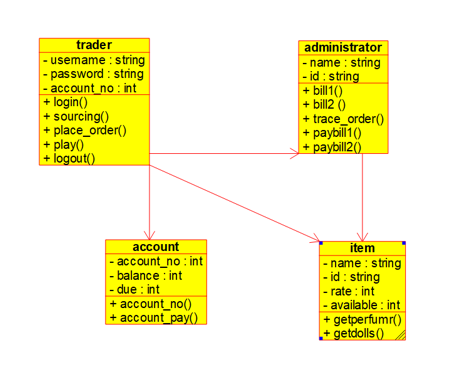 trader
- username : string
- password : string
- account_no : int
+ login()
+ sourcing()
+ place_order()
+ play()
+ logout()
administrator
- name : string
- id : string
+ bill1()
+ bill2 ()
+ trace_order()
+ paybill1()
+ paybill2()
account
- account_no : int
- balance : int
- due : int
+ account_no()
+ account_pay()
item
- name : string
- id : string
- rate : int
- available : int
+ getperfumr()
+ getdolls()